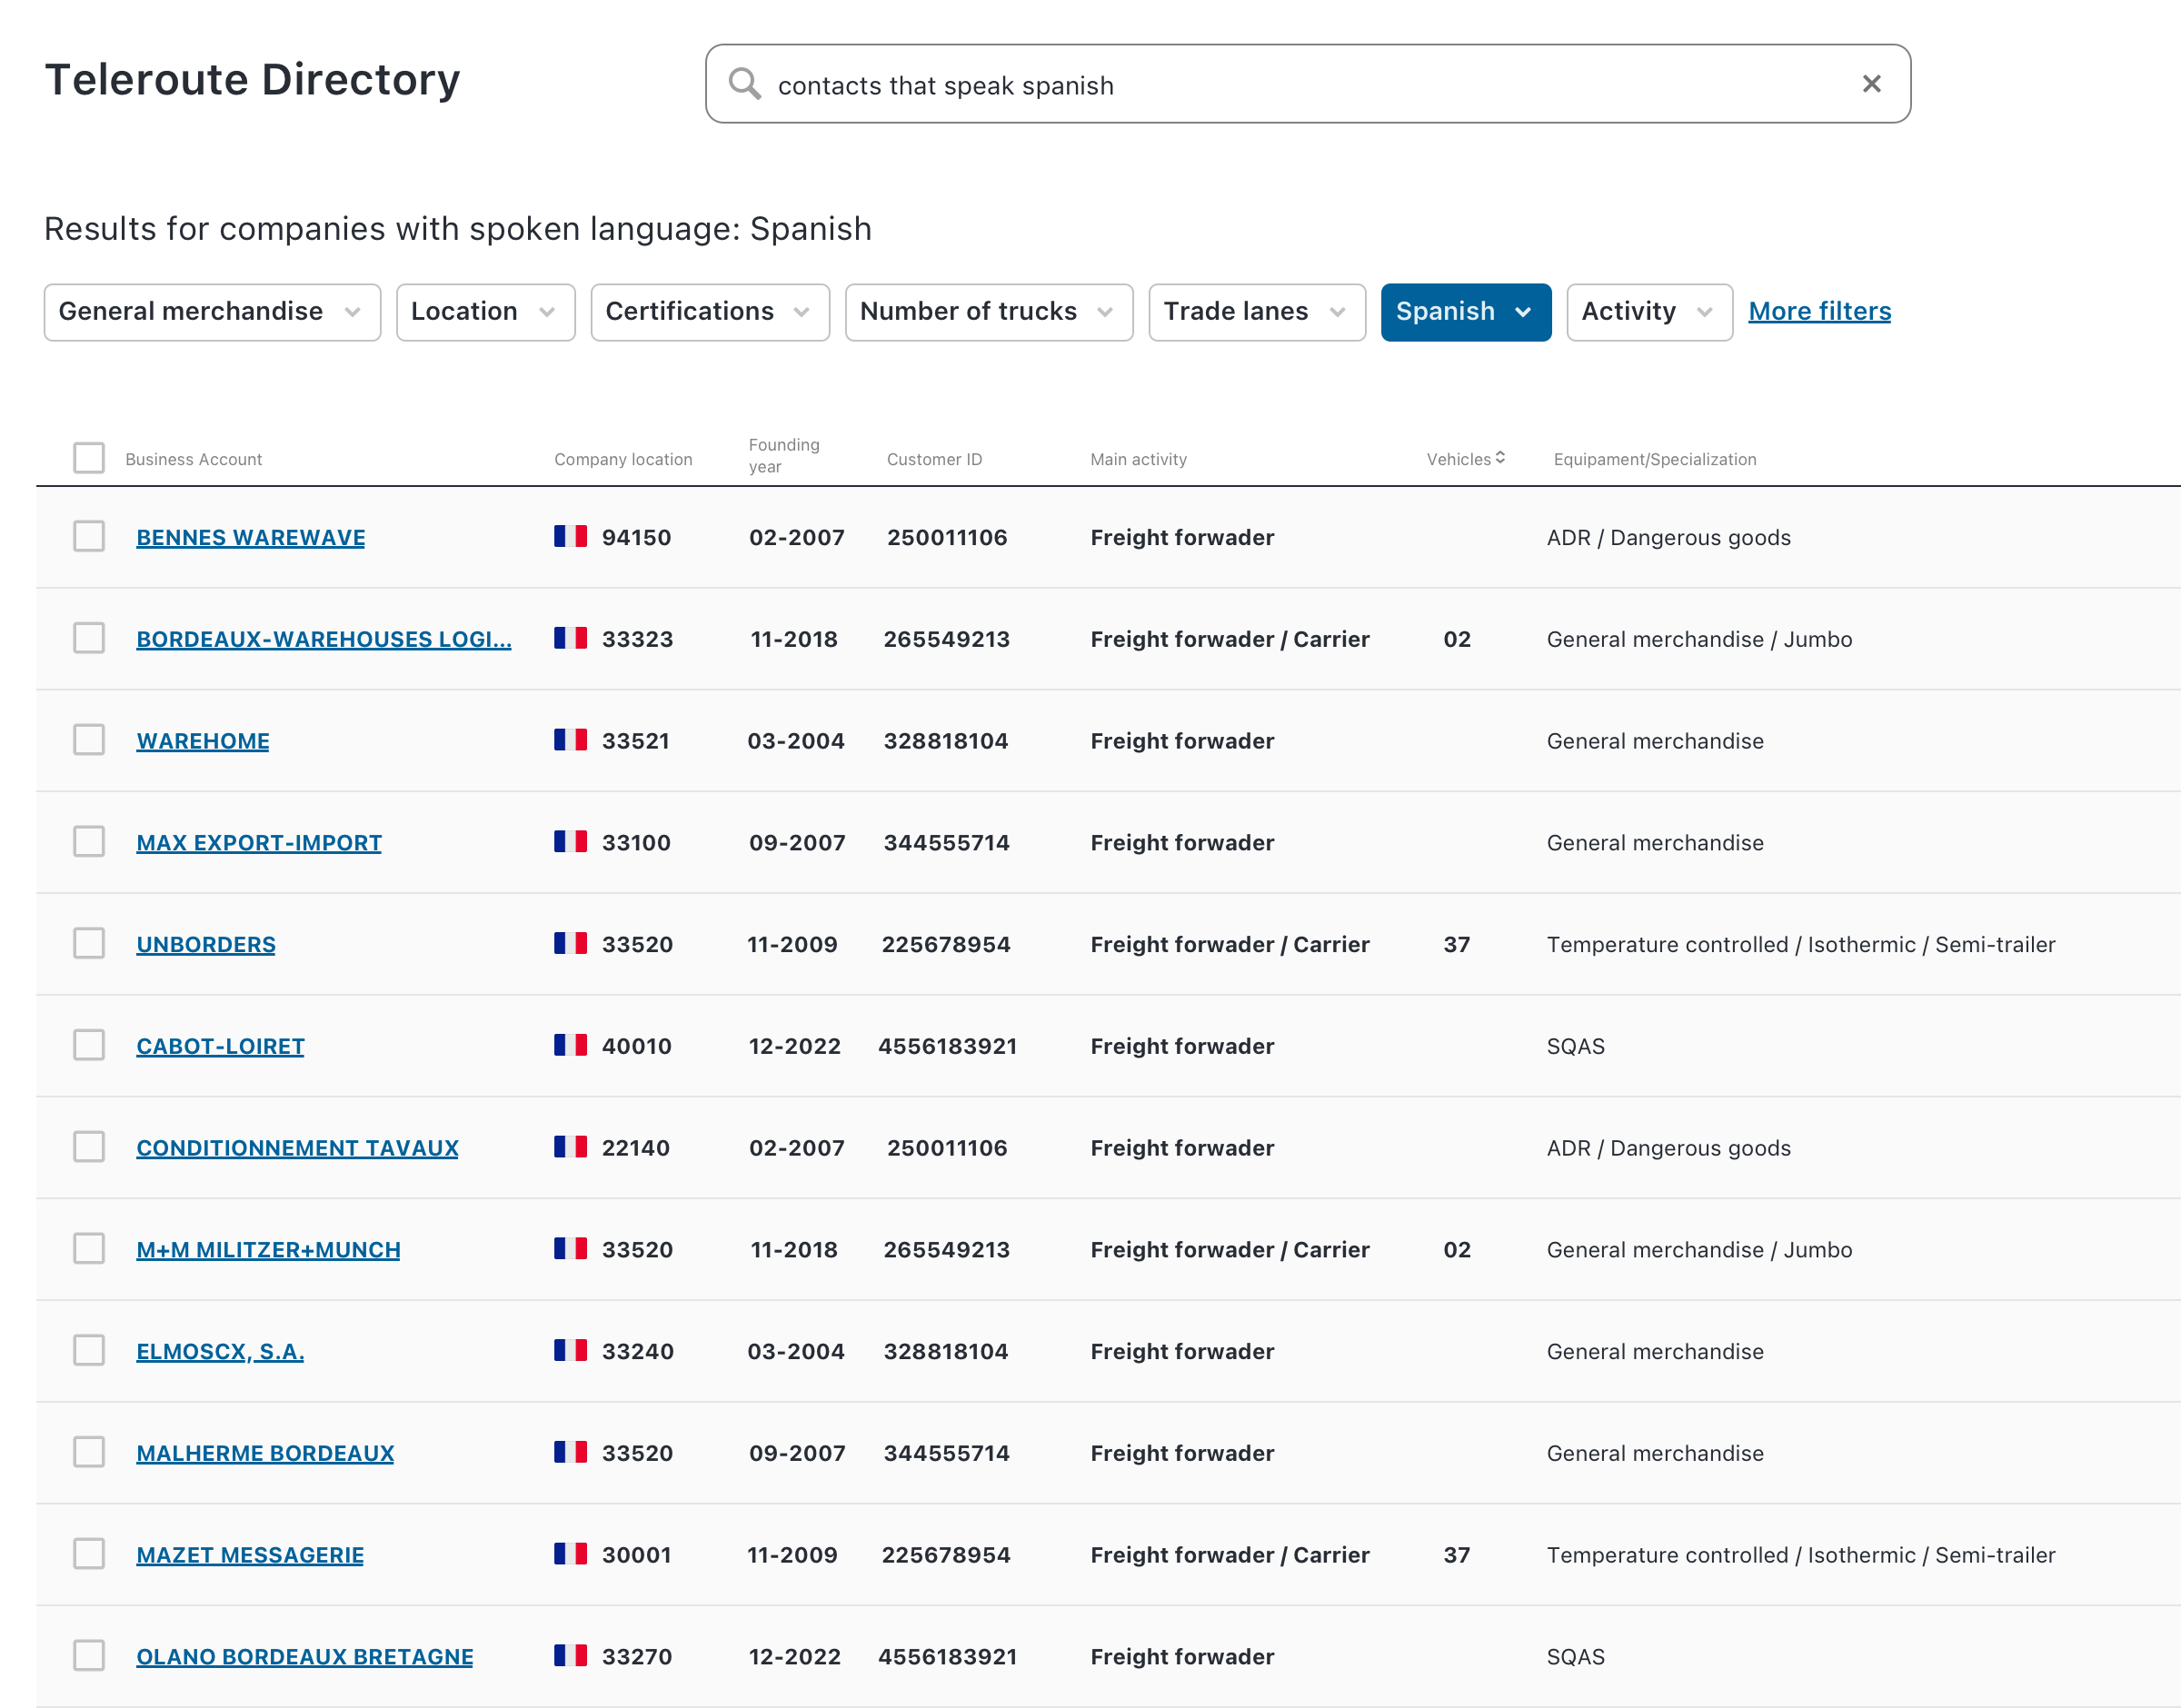 Teleroute Directory
contacts that speak spanish
Results for companies with spoken language: Spanish
General merchandise Location Certifications Number of trucks Trade lanes Spanish Activity More filters
Business Account Company location Founding year Customer ID Main activity Vehicles Equipament/Specialization
BENNES WAREWAVE 94150 02-2007 250011106 Freight forwader ADR / Dangerous goods
BORDEAUX-WAREHOUSES LOGI... 33323 11-2018 265549213 Freight forwader / Carrier 02 General merchandise / Jumbo
WAREHOME 33521 03-2004 328818104 Freight forwader General merchandise
MAX EXPORT-IMPORT 33100 09-2007 344555714 Freight forwader General merchandise
UNBORDERS 33520 11-2009 225678954 Freight forwader / Carrier 37 Temperature controlled / Isothermic / Semi-trailer
CABOT-LOIRET 40010 12-2022 4556183921 Freight forwader SQAS
CONDITIONNEMENT TAVAUX 22140 02-2007 250011106 Freight forwader ADR / Dangerous goods
M+M MILITZER+MUNCH 33520 11-2018 265549213 Freight forwader / Carrier 02 General merchandise / Jumbo
ELMOSCX, S.A. 33240 03-2004 328818104 Freight forwader General merchandise
MALHERME BORDEAUX 33520 09-2007 344555714 Freight forwader General merchandise
MAZET MESSAGERIE 30001 11-2009 225678954 Freight forwader / Carrier 37 Temperature controlled / Isothermic / Semi-trailer
OLANO BORDEAUX BRETAGNE 33270 12-2022 4556183921 Freight forwader SQAS